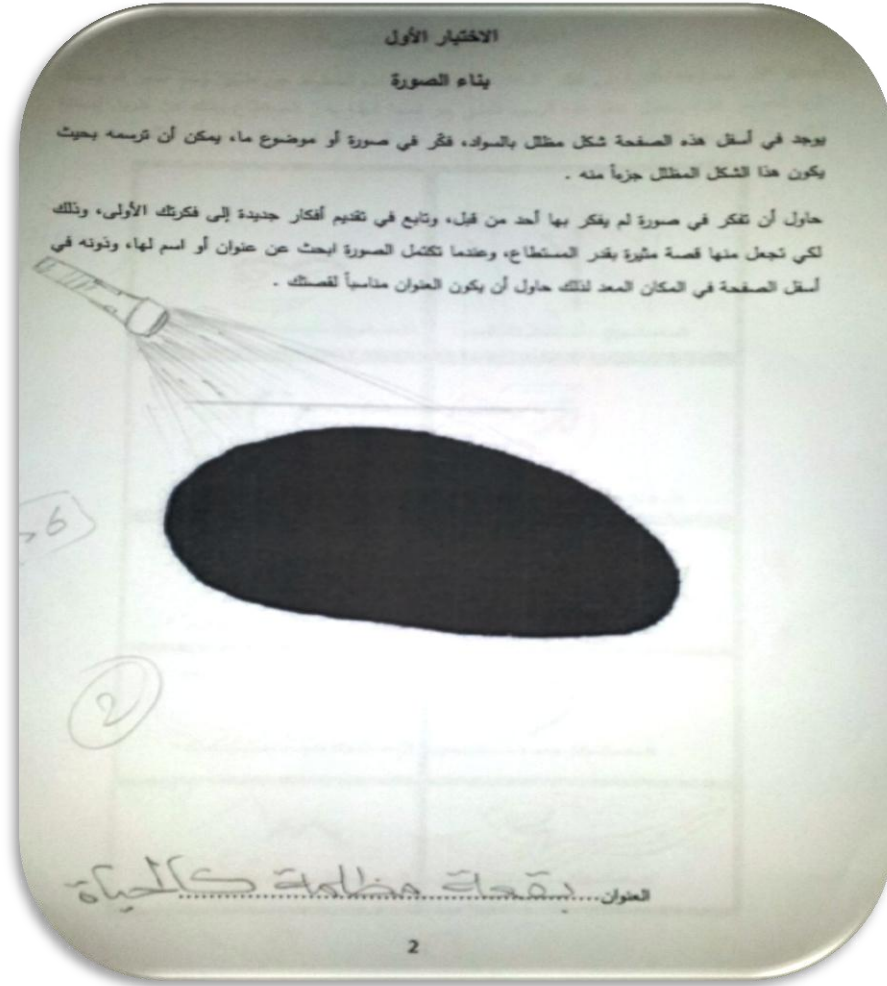 الاختبار الأول
بناء الصورة
يوجد في أسفل هذه الصفحة شكل مظلل بالسواد، فكّر في صورة أو موضوع ما، يمكن أن ترسمه بحيث
يكون هذا الشكل المظلل جزءاً منه .
حاول أن تفكر في صورة لم يفكر بها أحد من قبل، وتابع في تقديم أفكار جديدة إلى فكرتك الأولى، وذلك
لكي تجعل منها قصة مثيرة بقدر المستطاع، وعندما تكتمل الصورة ابحث عن عنوان أو اسم لها، ودونه في
أسفل الصفحة في المكان المعد لذلك حاول أن يكون العنوان مناسباً لقصتك .
6
2
العنوان..... بقعة مظلمة كالحياة
2